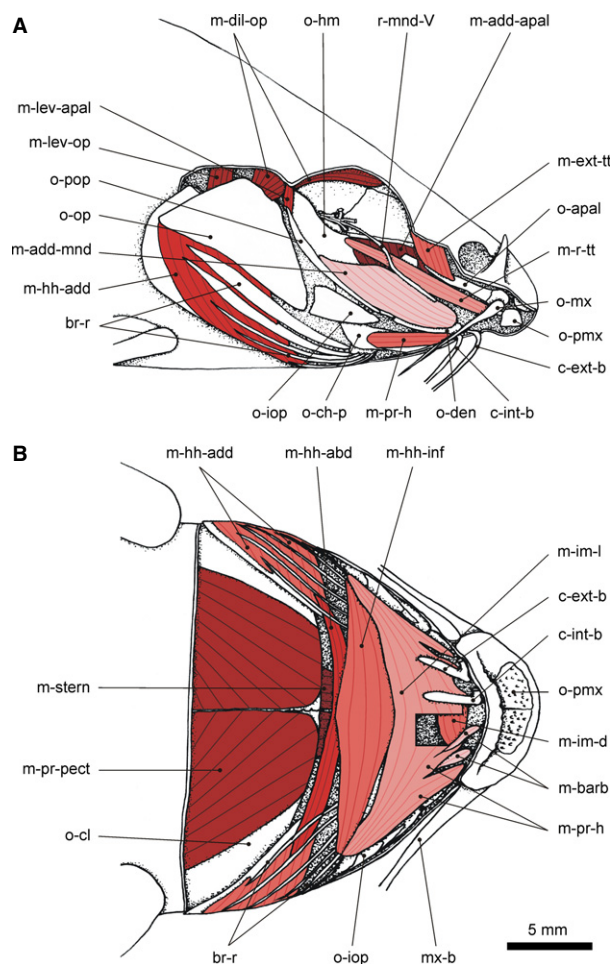 A
m-dil-op o-hm r-mnd-V m-add-apal
m-lev-apal
m-lev-op
o-pop
o-op
m-add-mnd
m-hh-add
br-r
m-ext-tt
o-apal
m-r-tt
o-mx
o-pmx
c-ext-b
o-iop o-ch-p m-pr-h o-den c-int-b
B
m-hh-add m-hh-abd m-hh-inf
m-im-l
c-ext-b
c-int-b
m-stern
o-pmx
m-im-d
m-pr-pect
m-barb
m-pr-h
o-cl
br-r o-iop mx-b
5 mm